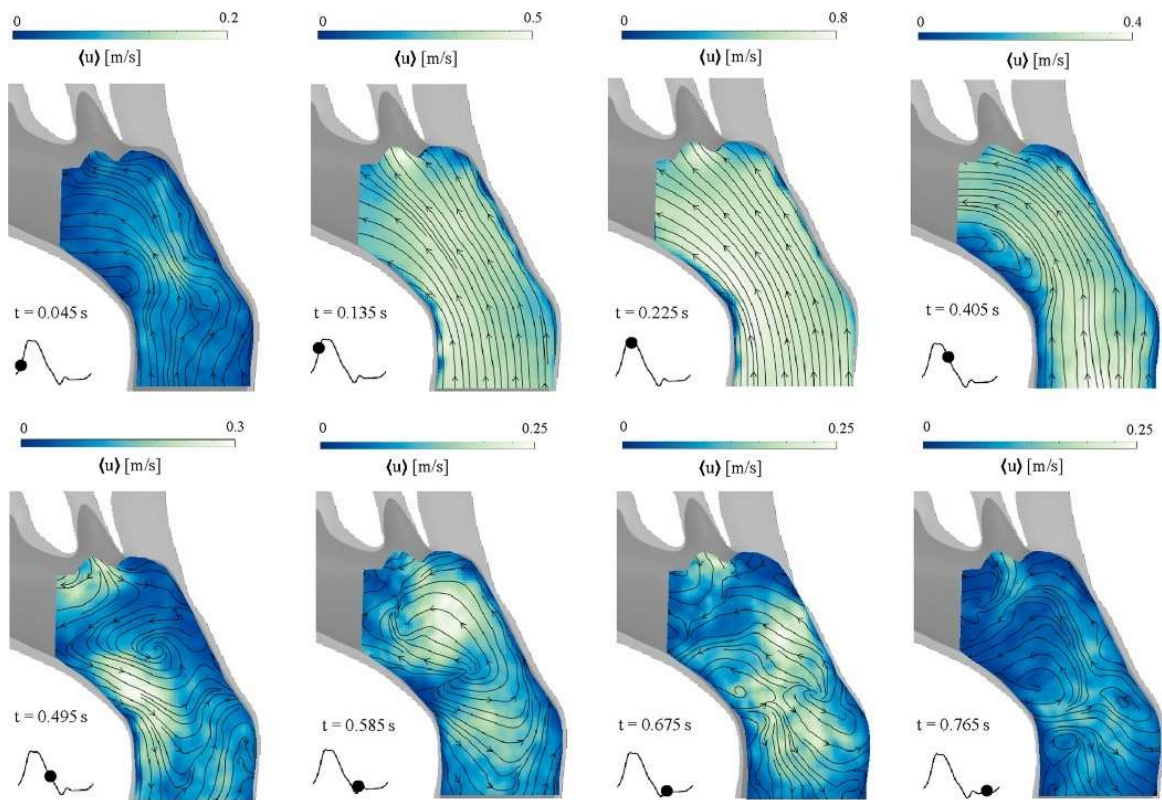 0 0.2
⟨u⟩ [m/s]
0 0.5
⟨u⟩ [m/s]
0 0.8
⟨u⟩ [m/s]
0 0.4
⟨u⟩ [m/s]
t = 0.045 s
t = 0.135 s
t = 0.225 s
t = 0.405 s
0 0.3
⟨u⟩ [m/s]
0 0.25
⟨u⟩ [m/s]
0 0.25
⟨u⟩ [m/s]
0 0.25
⟨u⟩ [m/s]
t = 0.495 s
t = 0.585 s
t = 0.675 s
t = 0.765 s